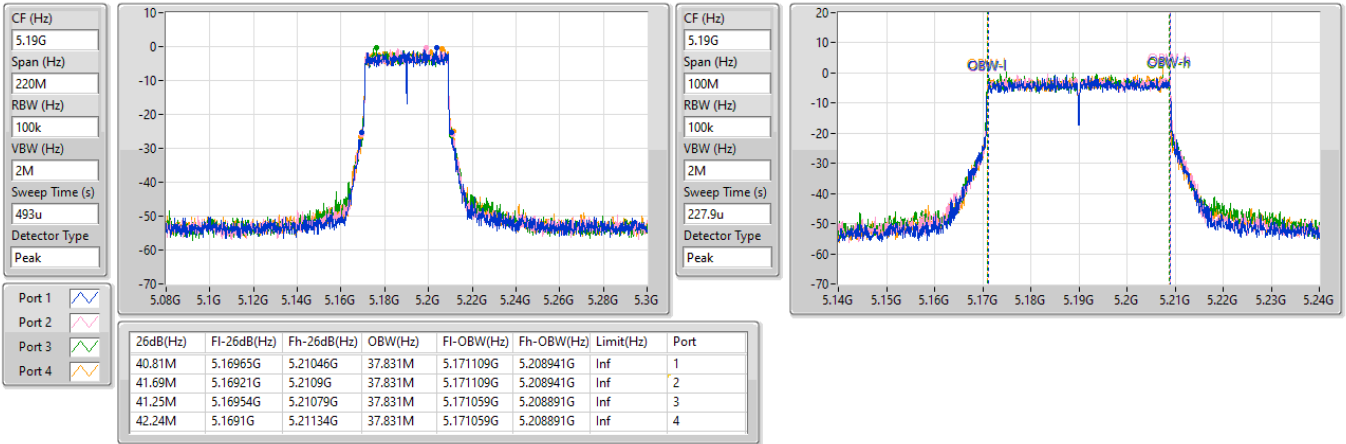 CF (Hz)
5.19G
Span (Hz)
220M
RBW (Hz)
100k
VBW (Hz)
2M
Sweep Time (s)
493u
Detector Type
Peak
10-
0-
-10-
-20-
-30-
-40-
-50-
-60-
-70-
5.08G 5.1G 5.12G 5.14G 5.16G 5.18G 5.2G 5.22G 5.24G 5.26G 5.28G 5.3G
CF (Hz)
5.19G
Span (Hz)
100M
RBW (Hz)
100k
VBW (Hz)
2M
Sweep Time (s)
227.9u
Detector Type
Peak
20-
10-
0-
-10-
-20-
-30-
-40-
-50-
-60-
-70-
OBW-l OBW-h
5.14G 5.15G 5.16G 5.17G 5.18G 5.19G 5.2G 5.21G 5.22G 5.23G 5.24G
Port 1
Port 2
Port 3
Port 4
26dB(Hz) Fl-26dB(Hz) Fh-26dB(Hz) OBW(Hz) Fl-OBW(Hz) Fh-OBW(Hz) Limit(Hz) Port
40.81M 5.16965G 5.21046G 37.831M 5.171109G 5.208941G Inf 1
41.69M 5.16921G 5.2109G 37.831M 5.171109G 5.208941G Inf 2
41.25M 5.16954G 5.21079G 37.831M 5.171059G 5.208891G Inf 3
42.24M 5.1691G 5.21134G 37.831M 5.171059G 5.208891G Inf 4